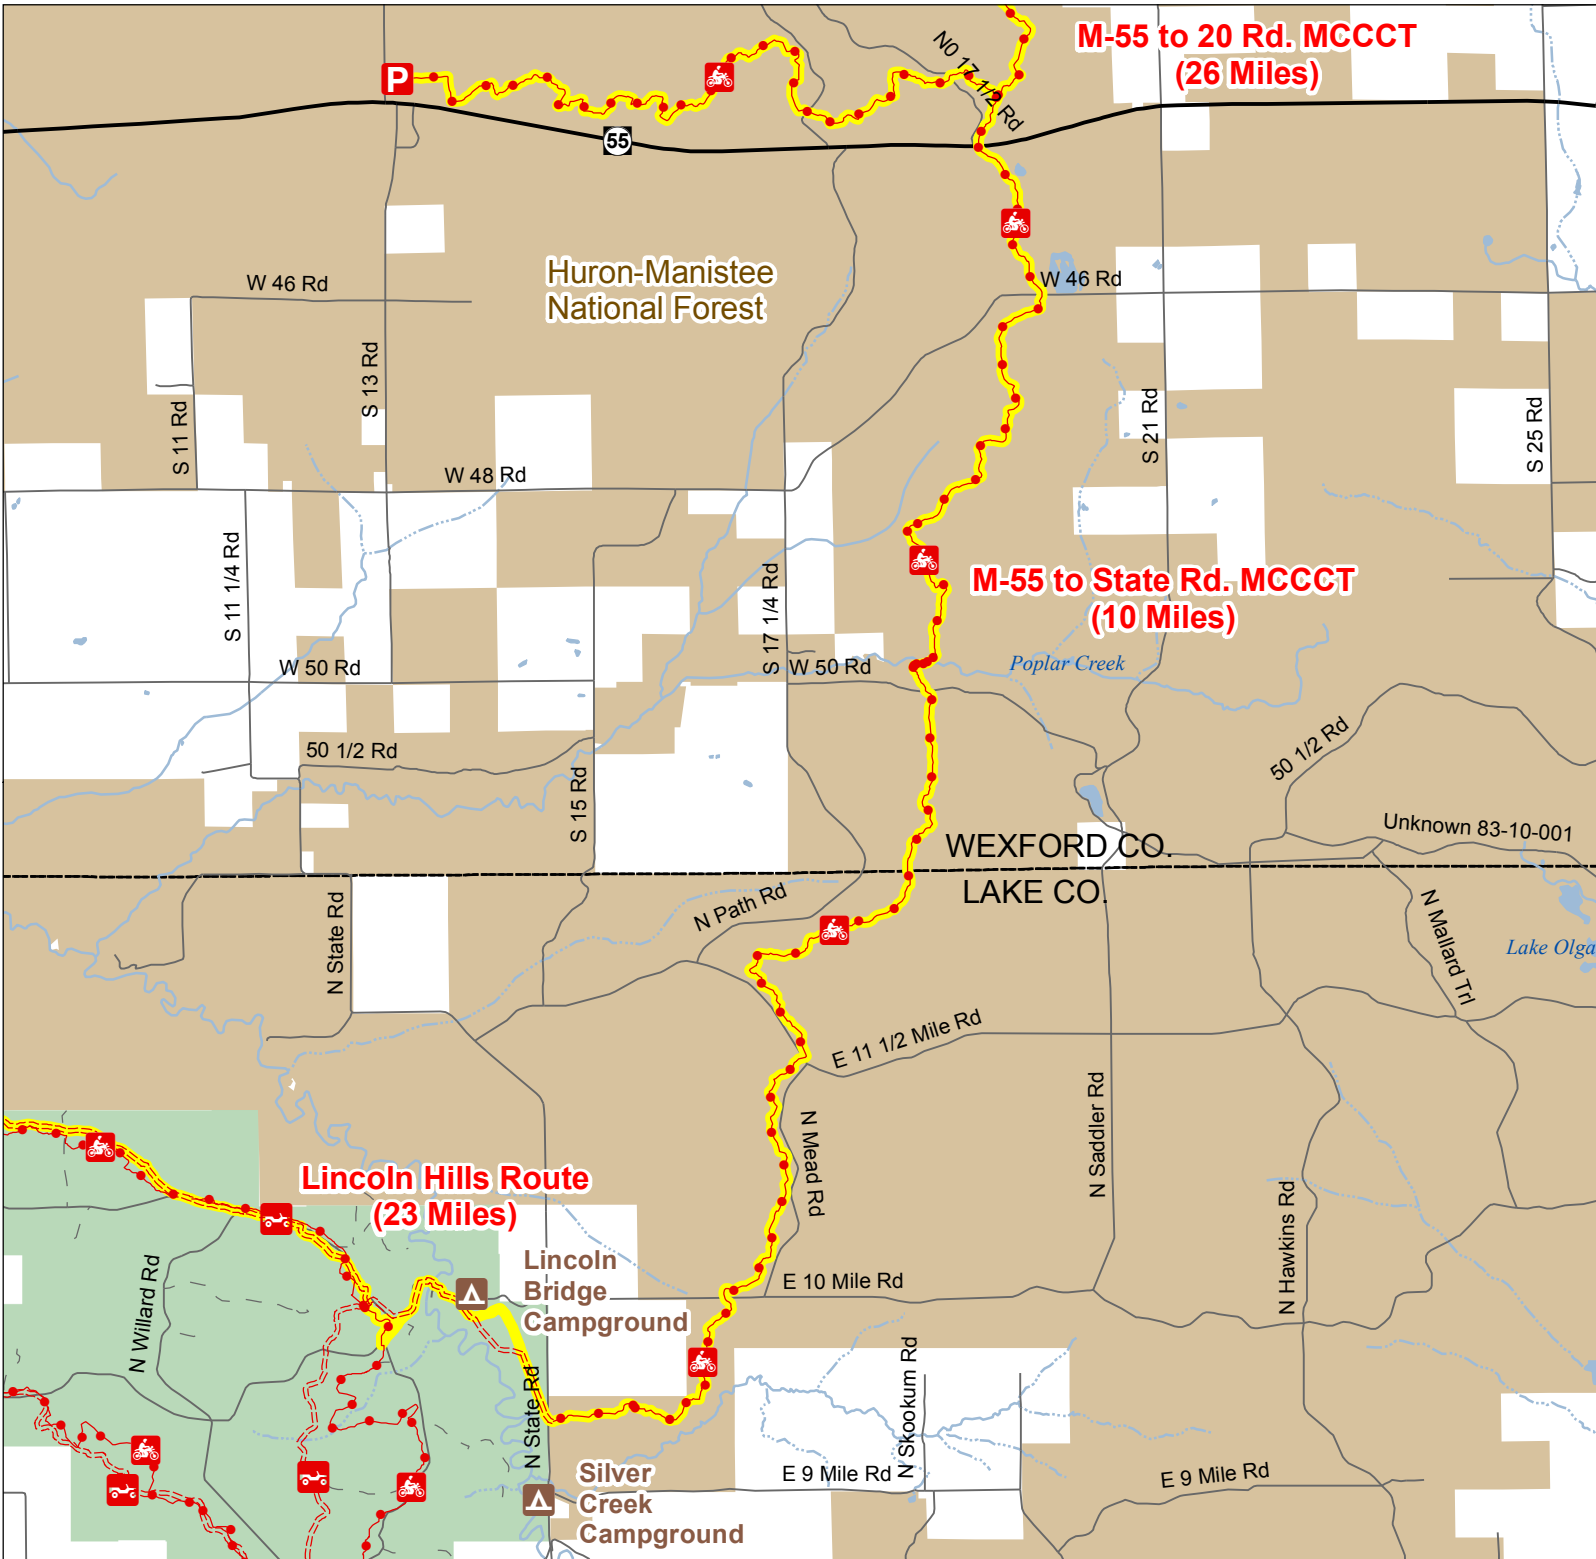 M-55 to 20 Rd. MCCCT
(26 Miles)
N0 17 1/2 Rd
P
55
Huron-Manistee
National Forest
W 46 Rd
W 46 Rd
S 13 Rd
S 11 Rd
S 21 Rd
S 25 Rd
W 48 Rd
S 11 1/4 Rd
S 17 1/4 Rd
M-55 to State Rd. MCCCT
(10 Miles)
W 50 Rd
W 50 Rd
Poplar Creek
50 1/2 Rd
50 1/2 Rd
S 15 Rd
Unknown 83-10-001
WEXFORD CO.
LAKE CO.
N Path Rd
N State Rd
N Mallard Trl
Lake Olga
E 11 1/2 Mile Rd
N Mead Rd
N Saddler Rd
Lincoln Hills Route
(23 Miles)
N Hawkins Rd
Lincoln
Bridge
Campground
E 10 Mile Rd
N Willard Rd
N State Rd
N Skookum Rd
Silver
Creek
Campground
E 9 Mile Rd
E 9 Mile Rd